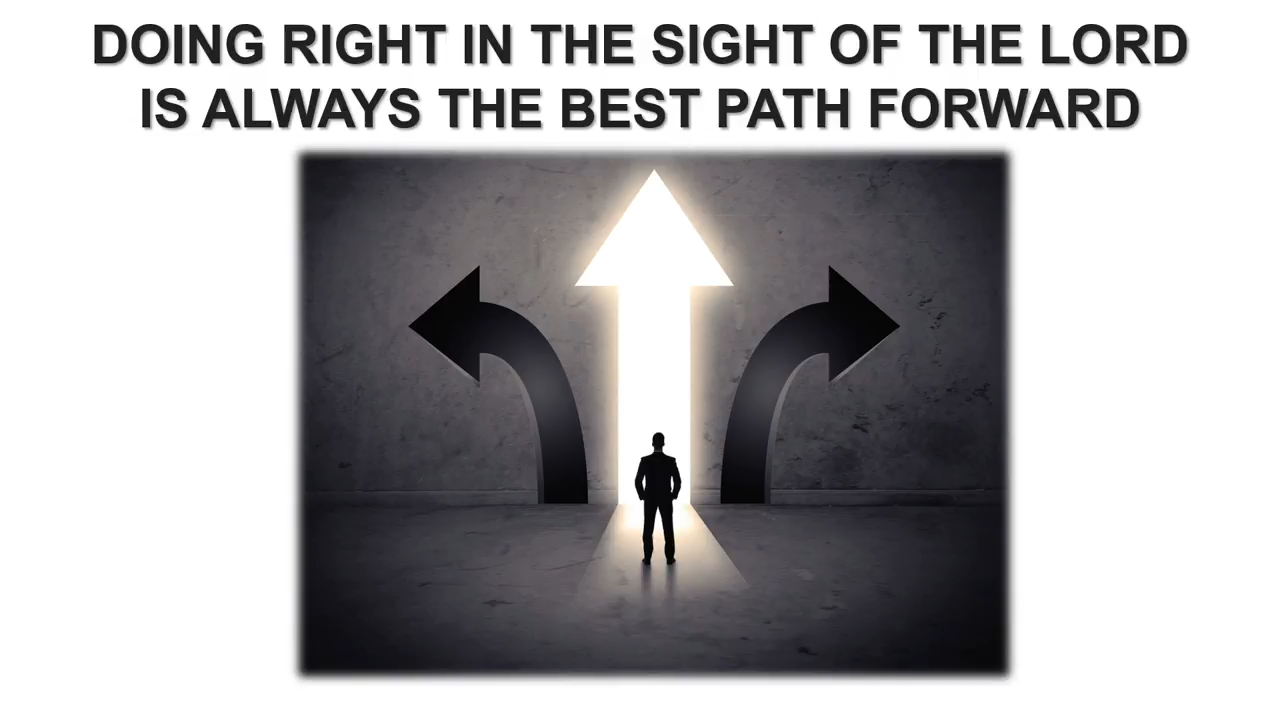 DOING RIGHT IN THE SIGHT OF THE LORD
IS ALWAYS THE BEST PATH FORWARD